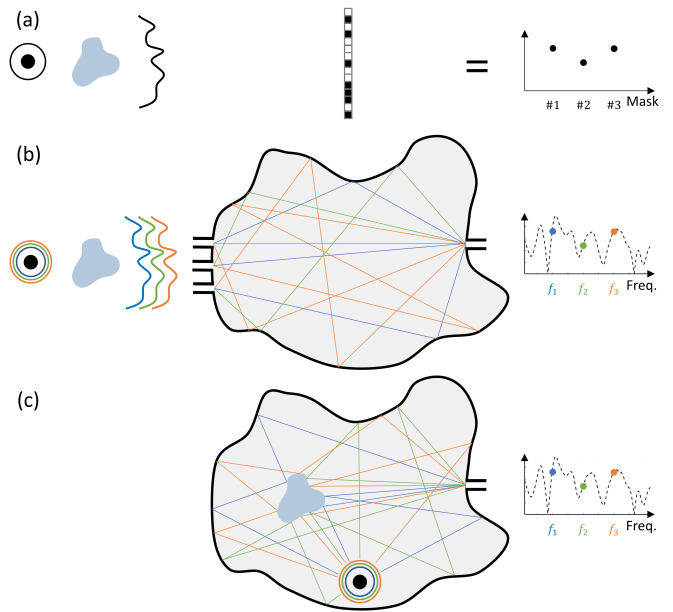 (a)
#1 #2 #3 Mask
(b)
f₁ f₂ f₃ Freq.
(c)
f₁ f₂ f₃ Freq.